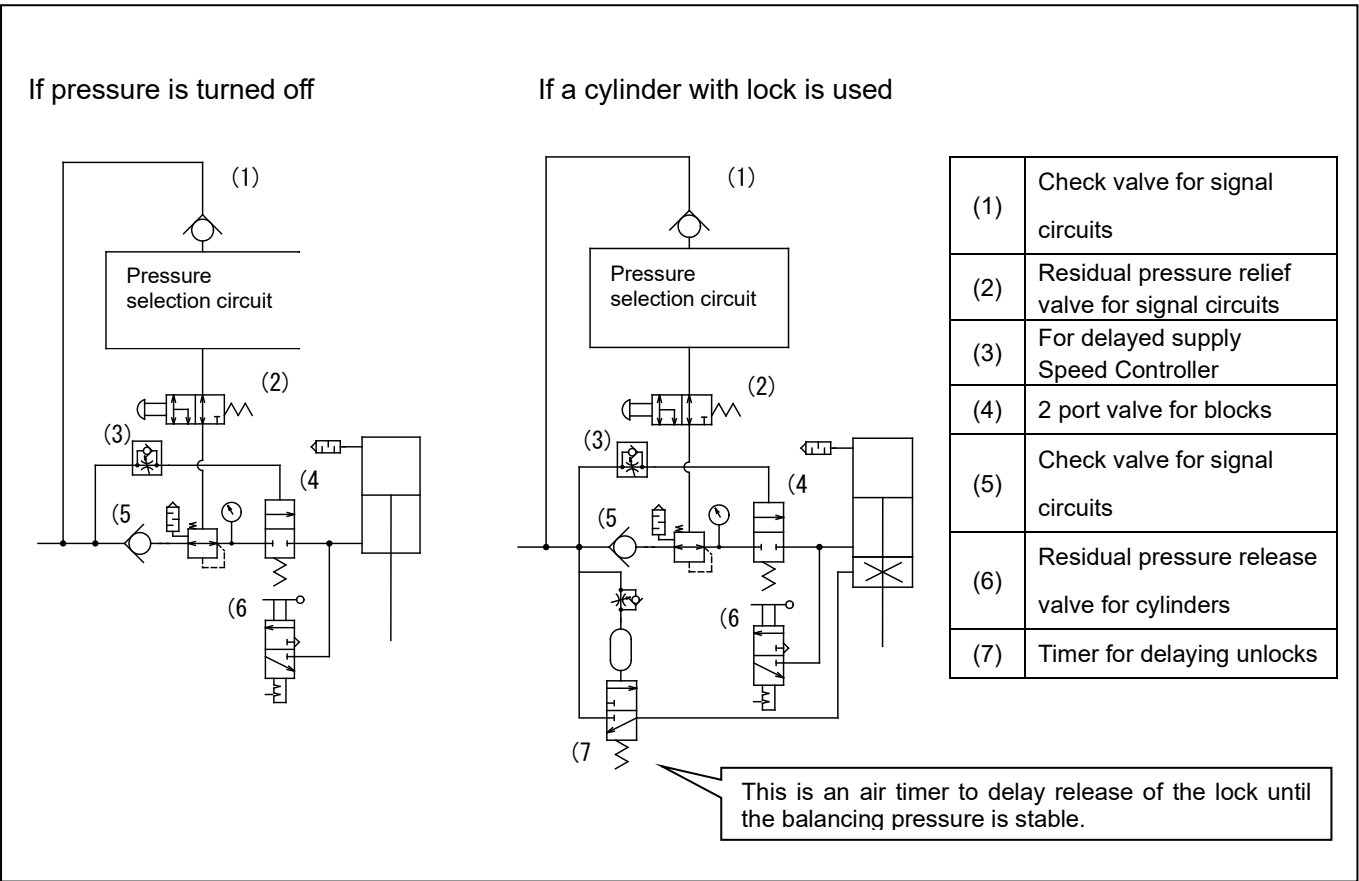 If pressure is turned off
If a cylinder with lock is used
(1)
Pressure
selection circuit
(2)
(3)
(4
(5
(6
(1)
Pressure
selection circuit
(2)
(3)
(4
(5
(6
(7
(1)
Check valve for signal
circuits
(2)
Residual pressure relief
valve for signal circuits
(3)
For delayed supply
Speed Controller
(4)
2 port valve for blocks
(5)
Check valve for signal
circuits
(6)
Residual pressure release
valve for cylinders
(7)
Timer for delaying unlocks
This is an air timer to delay release of the lock until
the balancing pressure is stable.